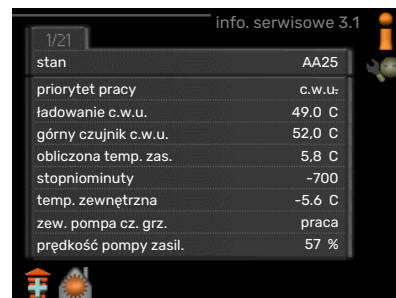 info. serwisowe 3.1
1/21
stan AA25
priorytet pracy c.w.u.
ładowanie c.w.u. 49.0 C
górny czujnik c.w.u. 52,0 C
obliczona temp. zas. 5,8 C
stopniominuty -700
temp. zewnętrzna -5.6 C
zew. pompa cz. grz. praca
prędkość pompy zasil. 57 %